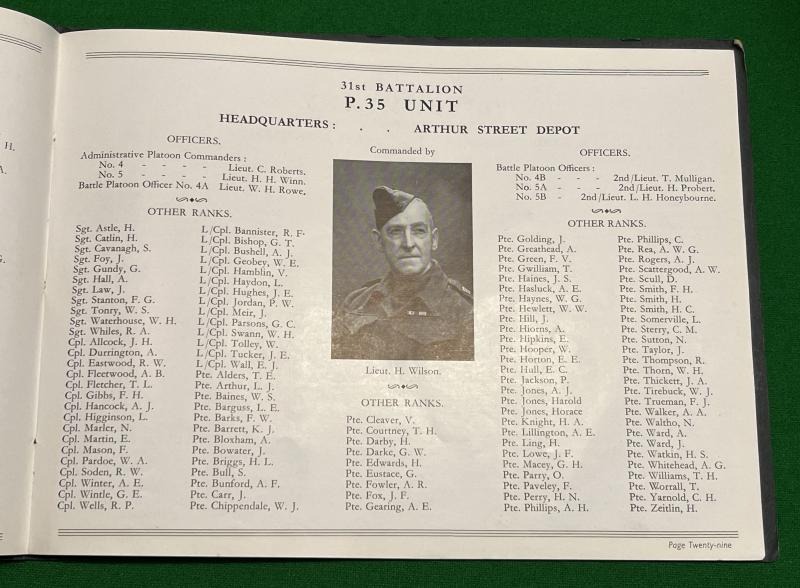 H.
A.
G.
E
31st BATTALION
P.35 UNIT
HEADQUARTERS : . . ARTHUR STREET DEPOT
OFFICERS.
Administrative Platoon Commanders :
No. 4 - - - - Lieut. C. Roberts.
No. 5 - - - - Lieut. H. H. Winn.
Battle Platoon Officer No. 4A Lieut. W. H. Rowe.
OTHER RANKS.
Sgt. Astle, H.
Sgt. Catlin, H.
Sgt. Cavanagh, S.
Sgt. Foy, J.
Sgt. Gundy, G.
Sgt. Hall, A.
Sgt. Law, J.
Sgt. Stanton, F. G.
Sgt. Tonry, W. S.
Sgt. Waterhouse, W. H.
Sgt. Whiles, R. A.
Cpl. Allcock, J. H.
Cpl. Durrington, A.
Cpl. Eastwood, R. W.
Cpl. Fleetwood, A. B.
Cpl. Fletcher, T. L.
Cpl. Gibbs, F. H.
Cpl. Hancock, A. J.
Cpl. Higginson, L.
Cpl. Marler, N.
Cpl. Martin, E.
Cpl. Mason, F.
Cpl. Pardoe, W. A.
Cpl. Soden, R. W.
Cpl. Winter, A. E.
Cpl. Wintle, G. E.
Cpl. Wells, R. P.
L/Cpl. Bannister, R. F.
L/Cpl. Bishop, G. T.
L/Cpl. Bushell, A. J.
L/Cpl. Geobey, W. E.
L/Cpl. Hamblin, V.
L/Cpl. Haydon, L.
L/Cpl. Hughes, J. E.
L/Cpl. Jordan, P. W.
L/Cpl. Meir, J.
L/Cpl. Parsons, G. C.
L/Cpl. Swann, W. H.
L/Cpl. Tolley, W.
L/Cpl. Tucker, J. E.
L/Cpl. Wall, E. J.
Pte. Alders, T. E.
Pte. Arthur, L. J.
Pte. Baines, W. S.
Pte. Barguss, L. E.
Pte. Barks, F. W.
Pte. Barrett, K. J.
Pte. Bloxham, A.
Pte. Bowater, J.
Pte. Briggs, H. L.
Pte. Bull, S.
Pte. Bunford, A. F.
Pte. Carr, J.
Pte. Chippendale, W. J.
Commanded by
Lieut. H. Wilson.
OTHER RANKS.
Pte. Cleaver, V.
Pte. Courtney, T. H.
Pte. Darby, H.
Pte. Darke, G. W.
Pte. Edwards, H.
Pte. Eustace, G.
Pte. Fowler, A. R.
Pte. Fox, J. F.
Pte. Gearing, A. E.
OFFICERS.
Battle Platoon Officers :
No. 4B - - - 2nd/Lieut. T. Mulligan.
No. 5A - - - 2nd/Lieut. H. Probert.
No. 5B - 2nd/Lieut. L. H. Honeybourne.
OTHER RANKS.
Pte. Golding, J.
Pte. Greathead, A.
Pte. Green, F. V.
Pte. Gwilliam, T.
Pte. Haines, J. S.
Pte. Hasluck, A. E.
Pte. Haynes, W. G.
Pte. Hewlett, W. W.
Pte. Hill, J.
Pte. Hiorns, A.
Pte. Hipkins, E.
Pte. Hooper, W.
Pte. Horton, E. E.
Pte. Hull, E. C.
Pte. Jackson, P.
Pte. Jones, A. J.
Pte. Jones, Harold
Pte. Jones, Horace
Pte. Knight, H. A.
Pte. Lillington, A. E.
Pte. Ling, H.
Pte. Lowe, J. F.
Pte. Macey, G. H.
Pte. Parry, O.
Pte. Paveley, F.
Pte. Perry, H. N.
Pte. Phillips, A. H.
Pte. Phillips, C.
Pte. Rea, A. W. G.
Pte. Rogers, A. J.
Pte. Scattergood, A. W.
Pte. Scull, D.
Pte. Smith, F. H.
Pte. Smith, H.
Pte. Smith, H. C.
Pte. Somerville, L.
Pte. Sterry, C. M.
Pte. Sutton, N.
Pte. Taylor, J.
Pte. Thompson, R.
Pte. Thorn, W. H.
Pte. Thickett, J. A.
Pte. Tirebuck, W. J.
Pte. Trueman, F. J.
Pte. Walker, A. A.
Pte. Waltho, N.
Pte. Ward, A.
Pte. Ward, J.
Pte. Watkin, H. S.
Pte. Whitehead, A. G.
Pte. Williams, T. H.
Pte. Worrall, T.
Pte. Yarnold, C. H.
Pte. Zeitlin, H.
Page Twenty-nine